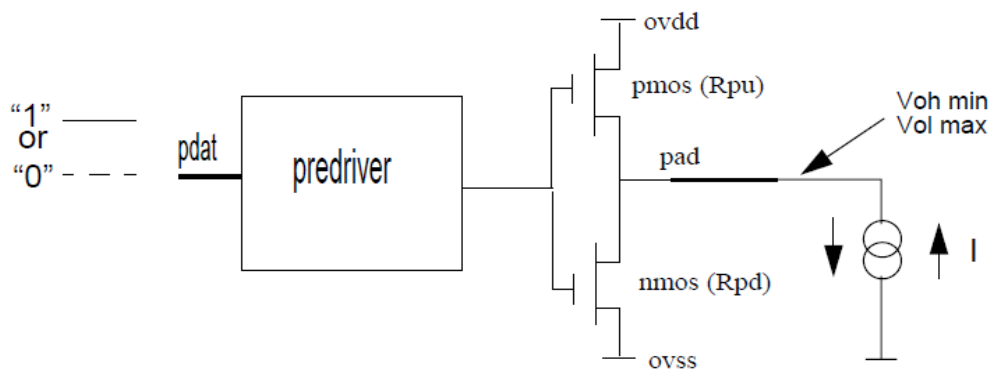 ovdd
pmos (Rpu)
Voh min
Vol max
“1”
or
“0”
pdat
predriver
pad
I
nmos (Rpd)
ovss